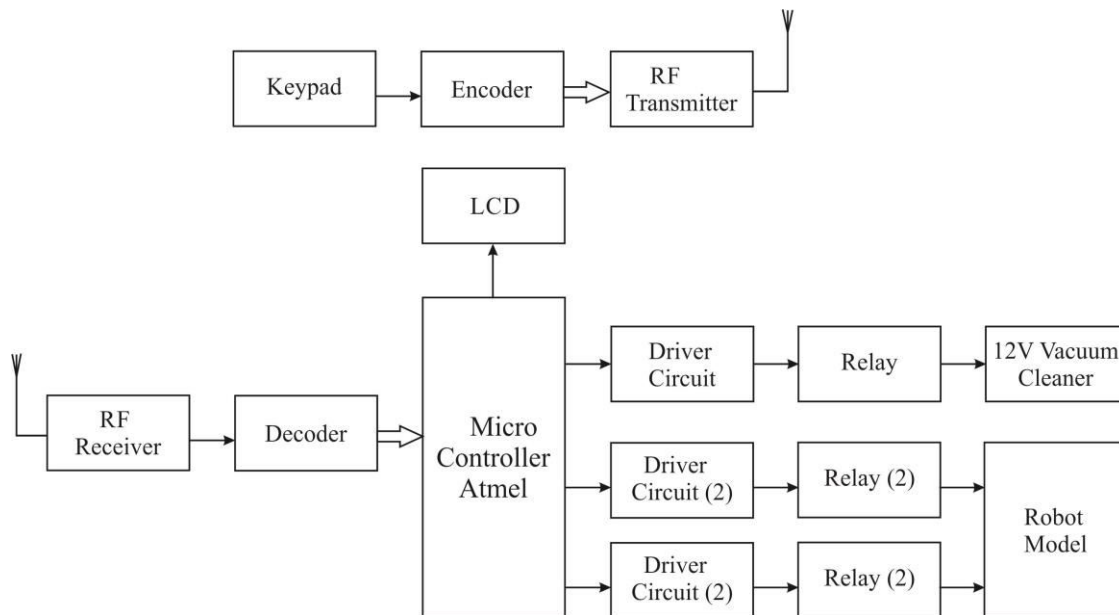 Keypad
Encoder
RF
Transmitter
LCD
RF
Receiver
Decoder
Micro
Controller
Atmel
Driver
Circuit
Relay
12V Vacuum
Cleaner
Driver
Circuit (2)
Relay (2)
Robot
Model
Driver
Circuit (2)
Relay (2)